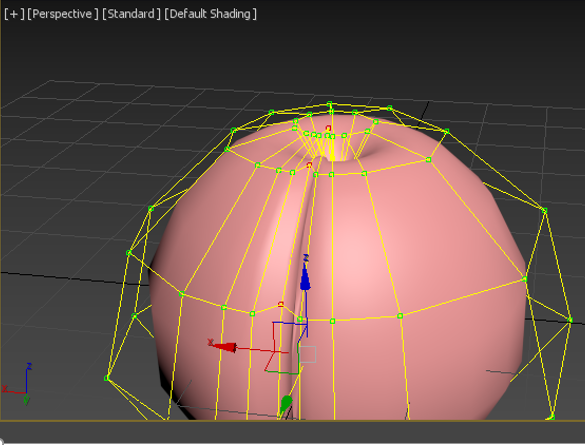 [+] [Perspective] [Standard] [Default Shading]
z
x
z
x
y